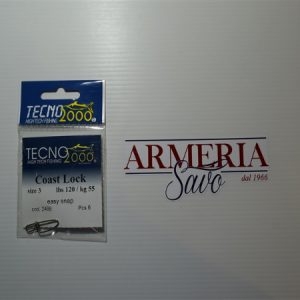 TECNO 2000®
HIGH TECH FISHING
TECNO 2000®
HIGH TECH FISHING
Coast Lock
size 3 lbs 120 / kg 55
easy snap
Pcs 6
ARMERIA
Savo
dal 1966